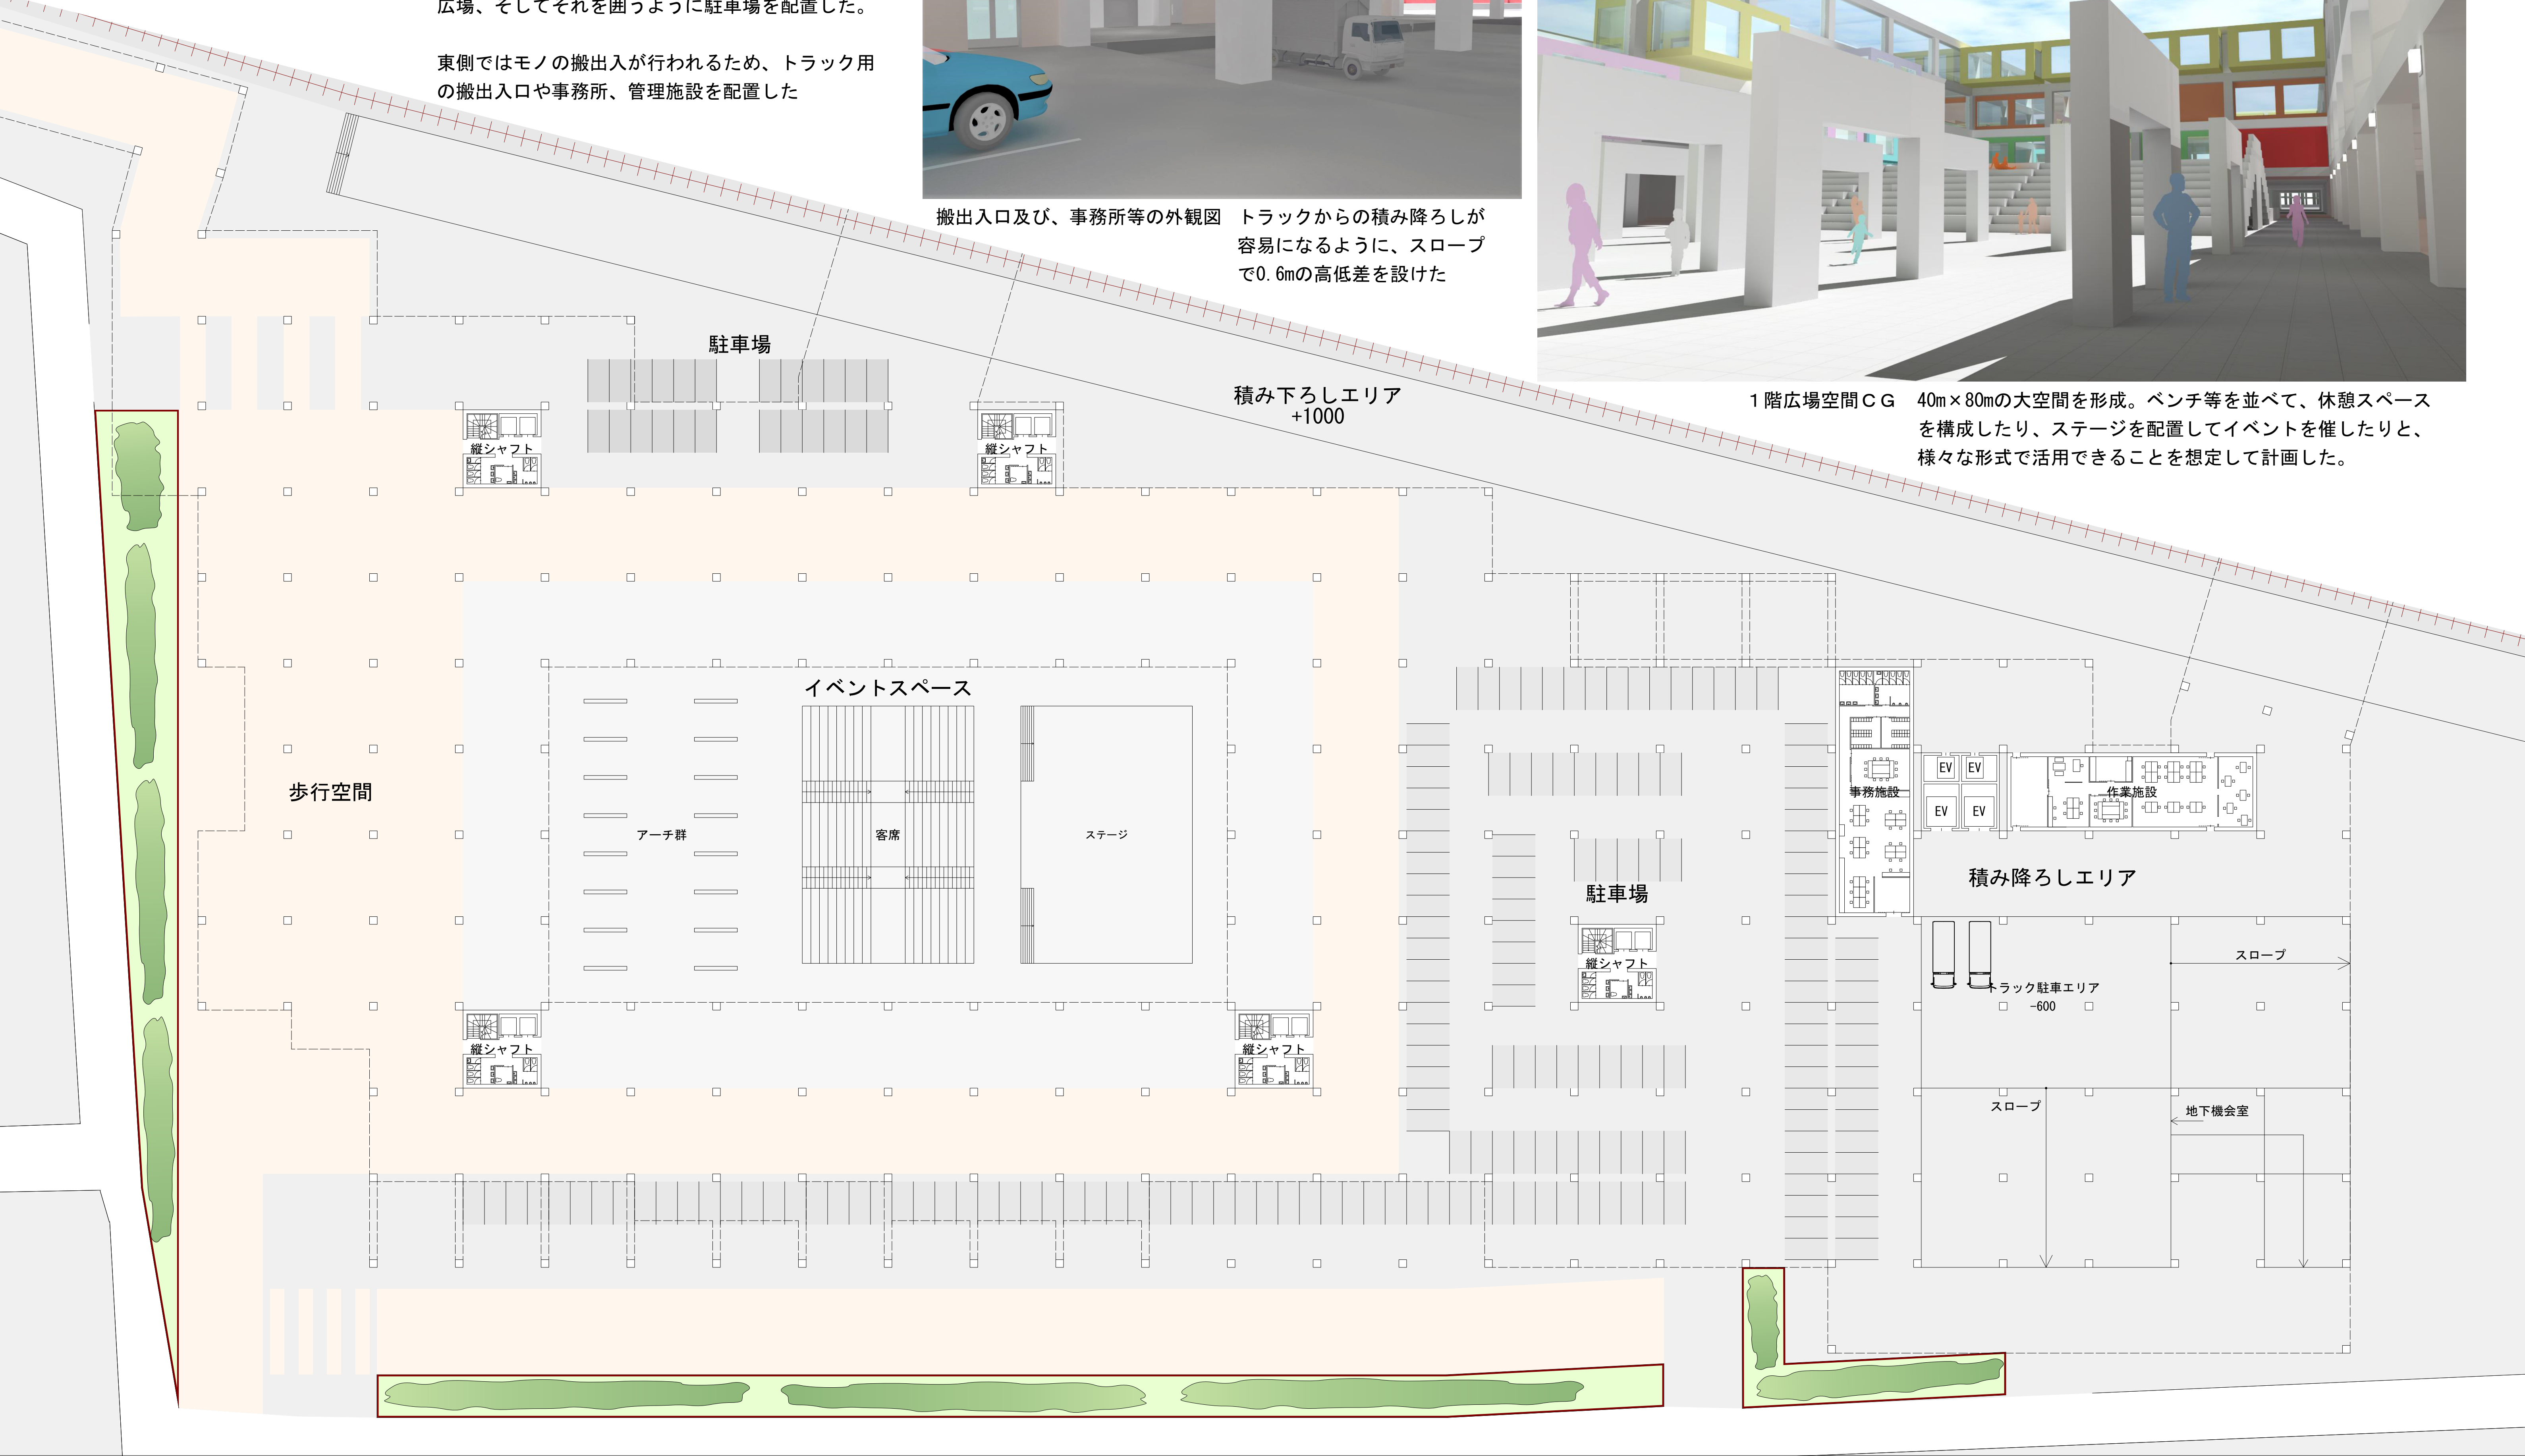 広場、そしてそれを囲うように駐車場を配置した。
東側ではモノの搬出入が行われるため、トラック用
の搬出入口や事務所、管理施設を配置した
搬出入口及び、事務所等の外観図
トラックからの積み降ろしが
容易になるように、スロープ
で0.6mの高低差を設けた
1階広場空間CG
40m×80mの大空間を形成。ベンチ等を並べて、休憩スペース
を構成したり、ステージを配置してイベントを催したりと、
様々な形式で活用できることを想定して計画した。
駐車場
積み下ろしエリア
+1000
縦シャフト
縦シャフト
イベントスペース
歩行空間
アーチ群
客席
ステージ
事務施設
EV
EV
EV
EV
作業施設
積み降ろしエリア
駐車場
縦シャフト
スロープ
トラック駐車エリア
-600
縦シャフト
縦シャフト
スロープ
地下機会室